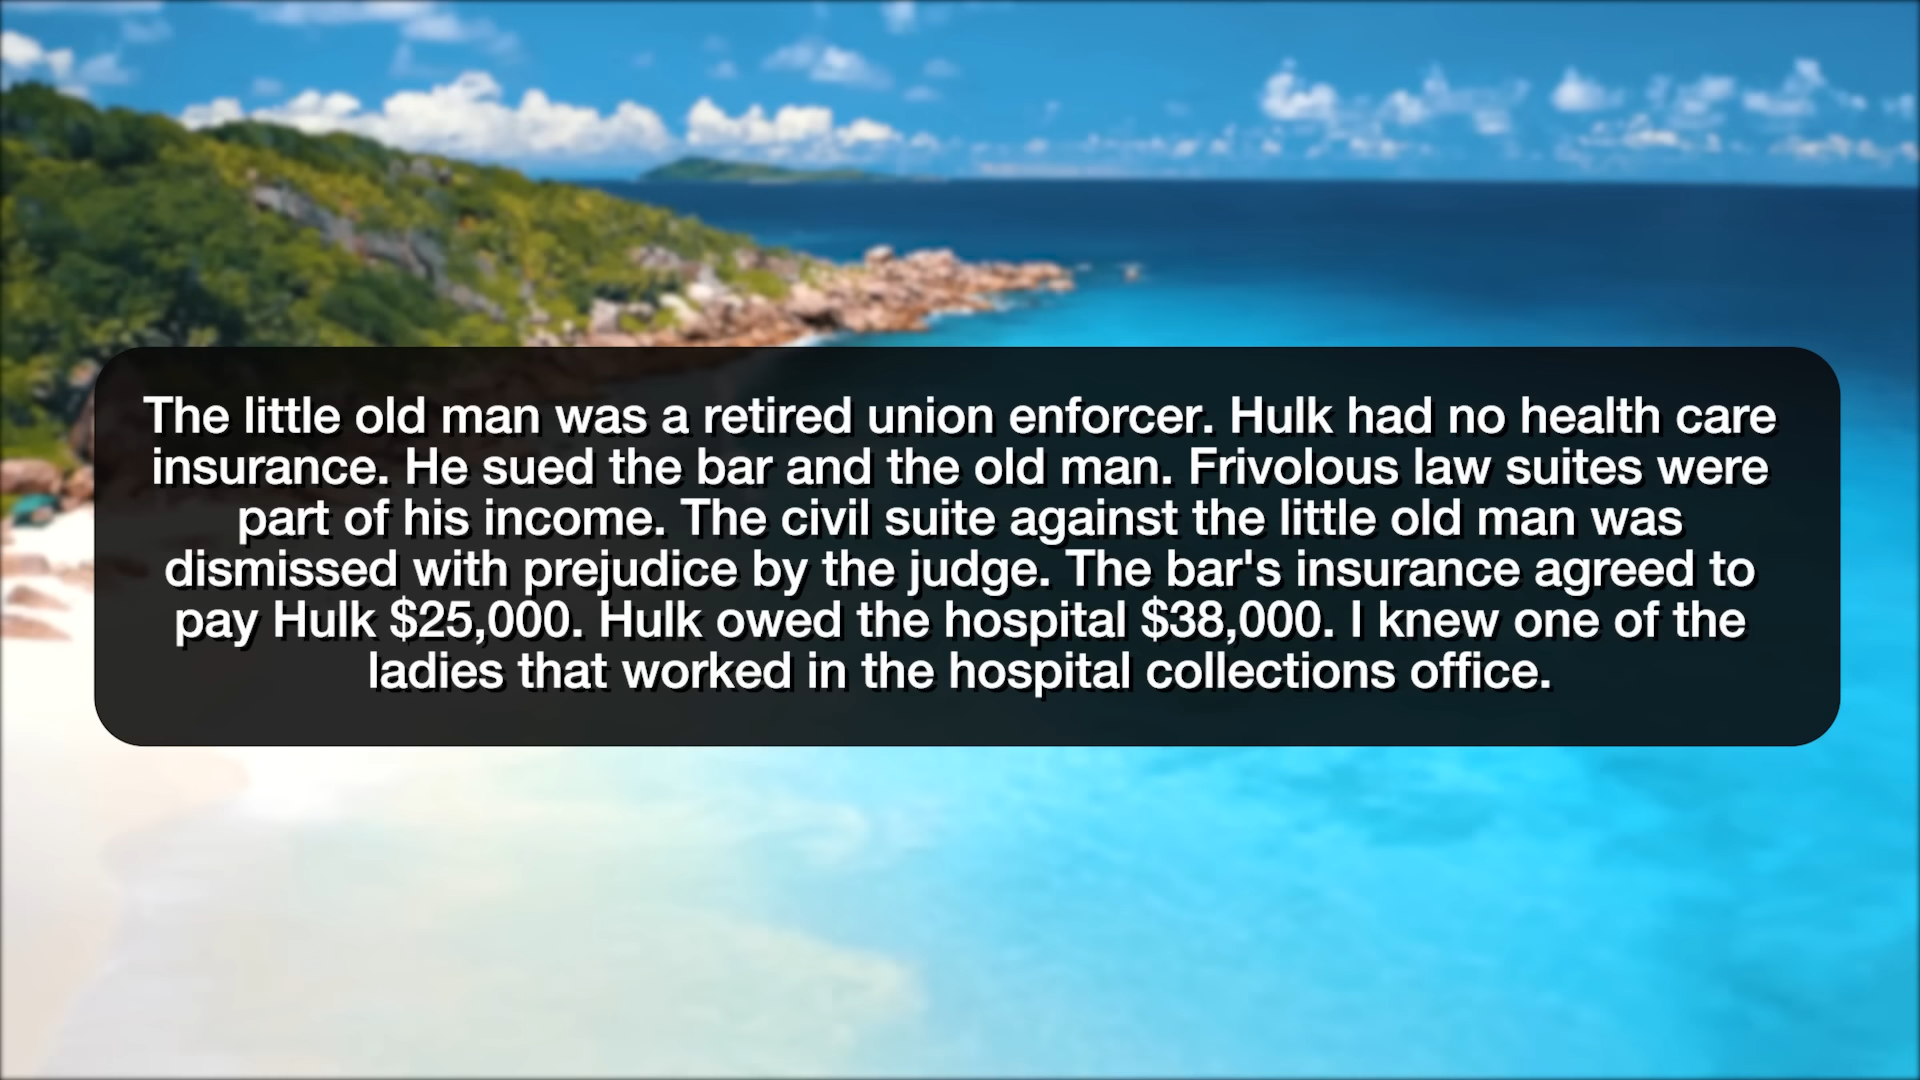 The little old man was a retired union enforcer. Hulk had no health care
insurance. He sued the bar and the old man. Frivolous law suites were
part of his income. The civil suite against the little old man was
dismissed with prejudice by the judge. The bar's insurance agreed to
pay Hulk $25,000. Hulk owed the hospital $38,000. I knew one of the
ladies that worked in the hospital collections office.